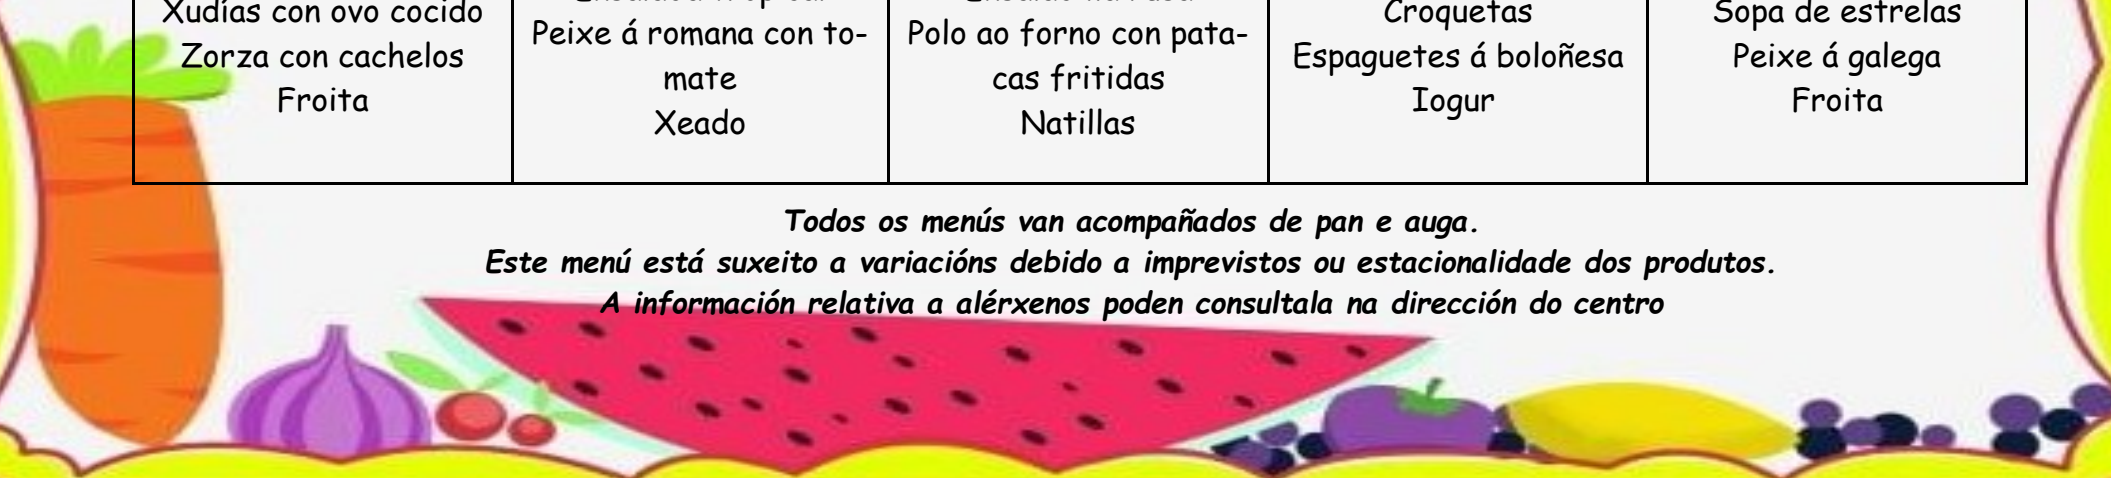 Xudías con ovo cocido
Zorza con cachelos
Froita
Peixe á romana con to-
mate
Xeado
Polo ao forno con pata-
cas fritidas
Natillas
Croquetas
Espaguetes á boloñesa
Iogur
Sopa de estrelas
Peixe á galega
Froita
Todos os menús van acompañados de pan e auga.
Este menú está suxeito a variacións debido a imprevistos ou estacionalidade dos produtos.
A información relativa a alérxenos poden consultala na dirección do centro